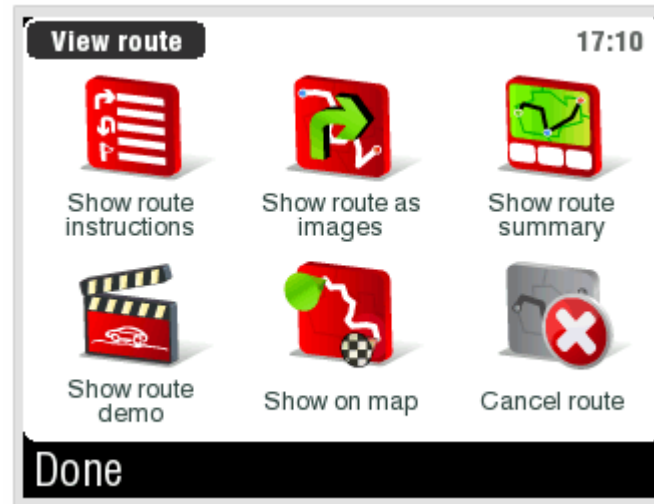 View route
17:10
Show route
instructions
Show route as
images
Show route
summary
Show route
demo
Show on map
Cancel route
Done